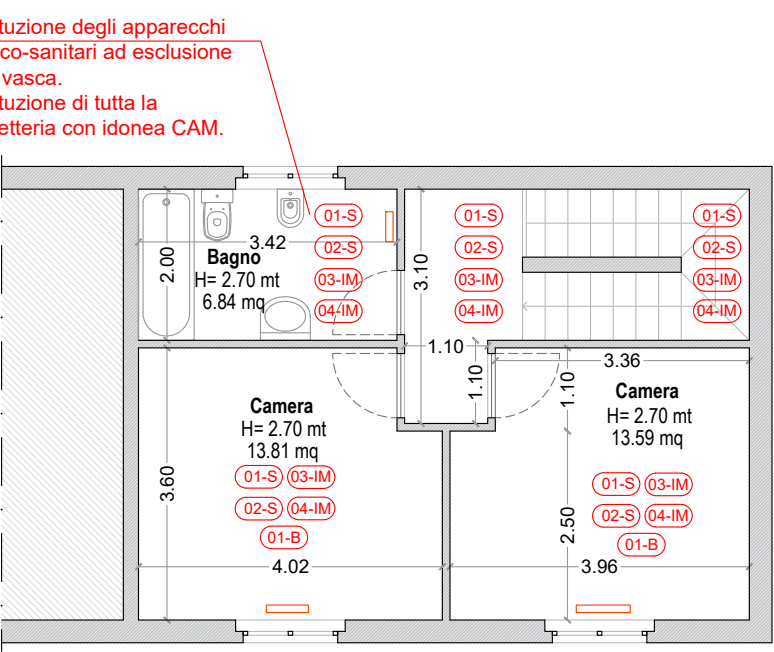 tuzione degli apparecchi
co-sanitari ad esclusione
vasca.
tuzione di tutta la
etteria con idonea CAM.
01-S
02-S
03-IM
04-IM
3.42
2.00
Bagno
H= 2.70 mt
6.84 mq
01-S
02-S
03-IM
04-IM
3.10
01-S
02-S
03-IM
04-IM
1.10
1.10
3.36
1.10
Camera
H= 2.70 mt
13.81 mq
01-S 03-IM
02-S 04-IM
01-B
3.60
4.02
Camera
H= 2.70 mt
13.59 mq
01-S 03-IM
02-S 04-IM
01-B
2.50
3.96